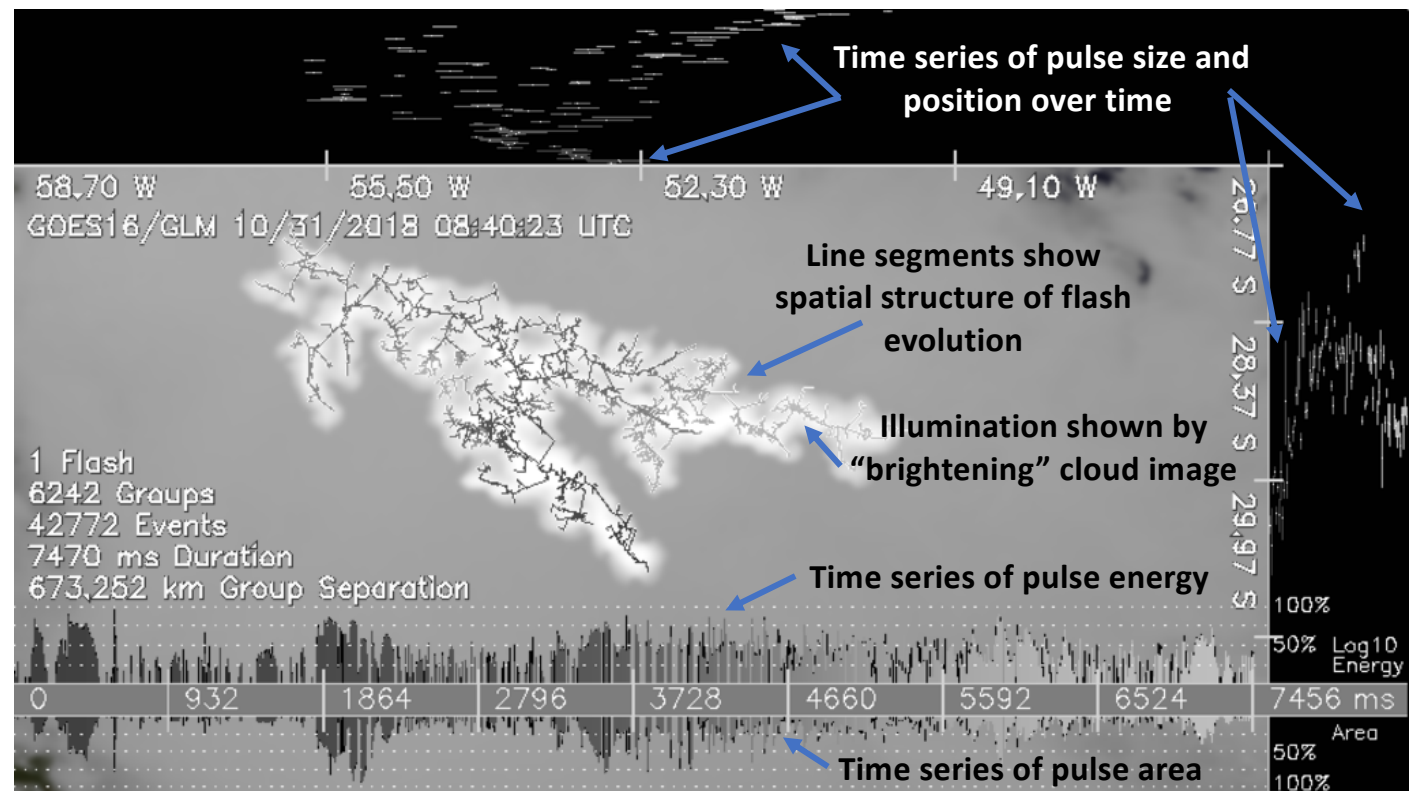 Time series of pulse size and
position over time
58.70 W 55.50 W 52.30 W 49.10 W
26.77 S
GOES16/GLM 10/31/2018 08:40:23 UTC
Line segments show
spatial structure of flash
evolution
28.37 S
Illumination shown by
“brightening” cloud image
1 Flash
6242 Groups
42772 Events
7470 ms Duration
673.252 km Group Separation
29.97 S
Time series of pulse energy
100%
50% Log10
Energy
0 932 1864 2796 3728 4660 5592 6524 7456 ms
Area
50%
Time series of pulse area
100%